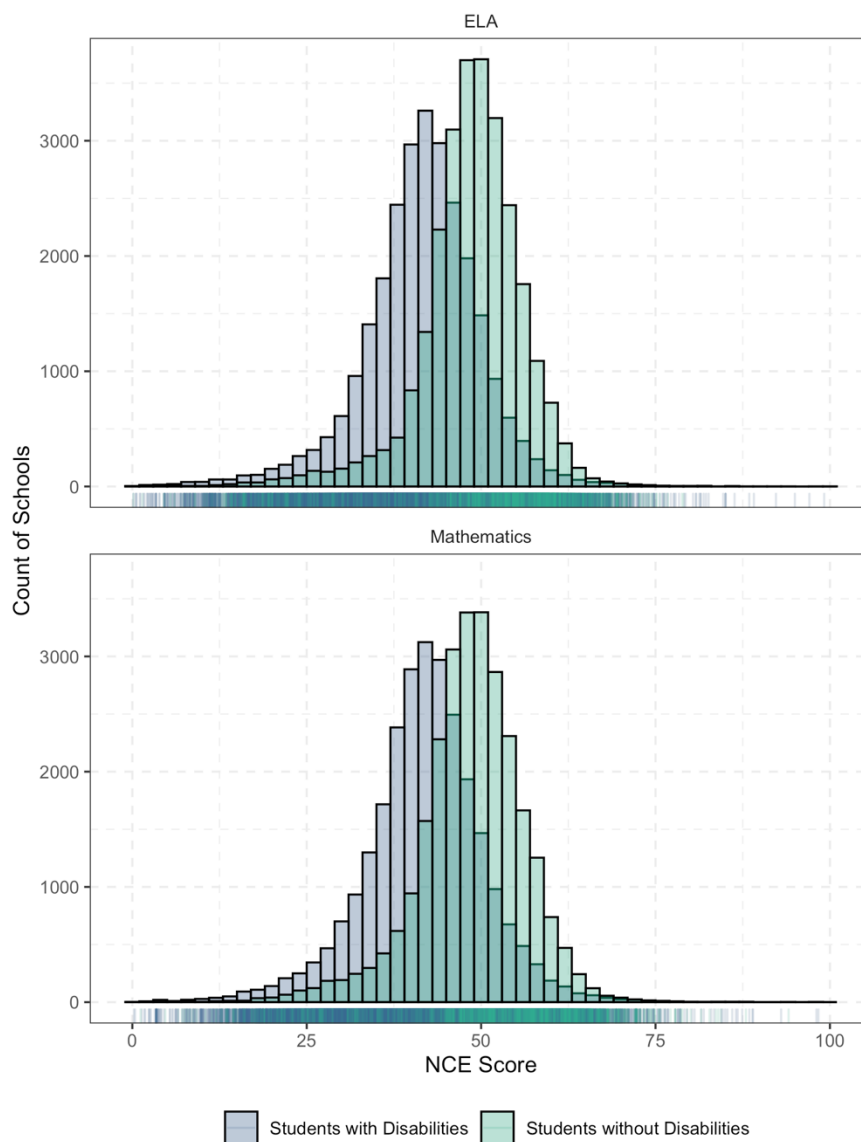 ELA
3000
2000
1000
0
Count of Schools
Mathematics
3000
2000
1000
0
0 25 50 75 100
NCE Score
Students with Disabilities Students without Disabilities